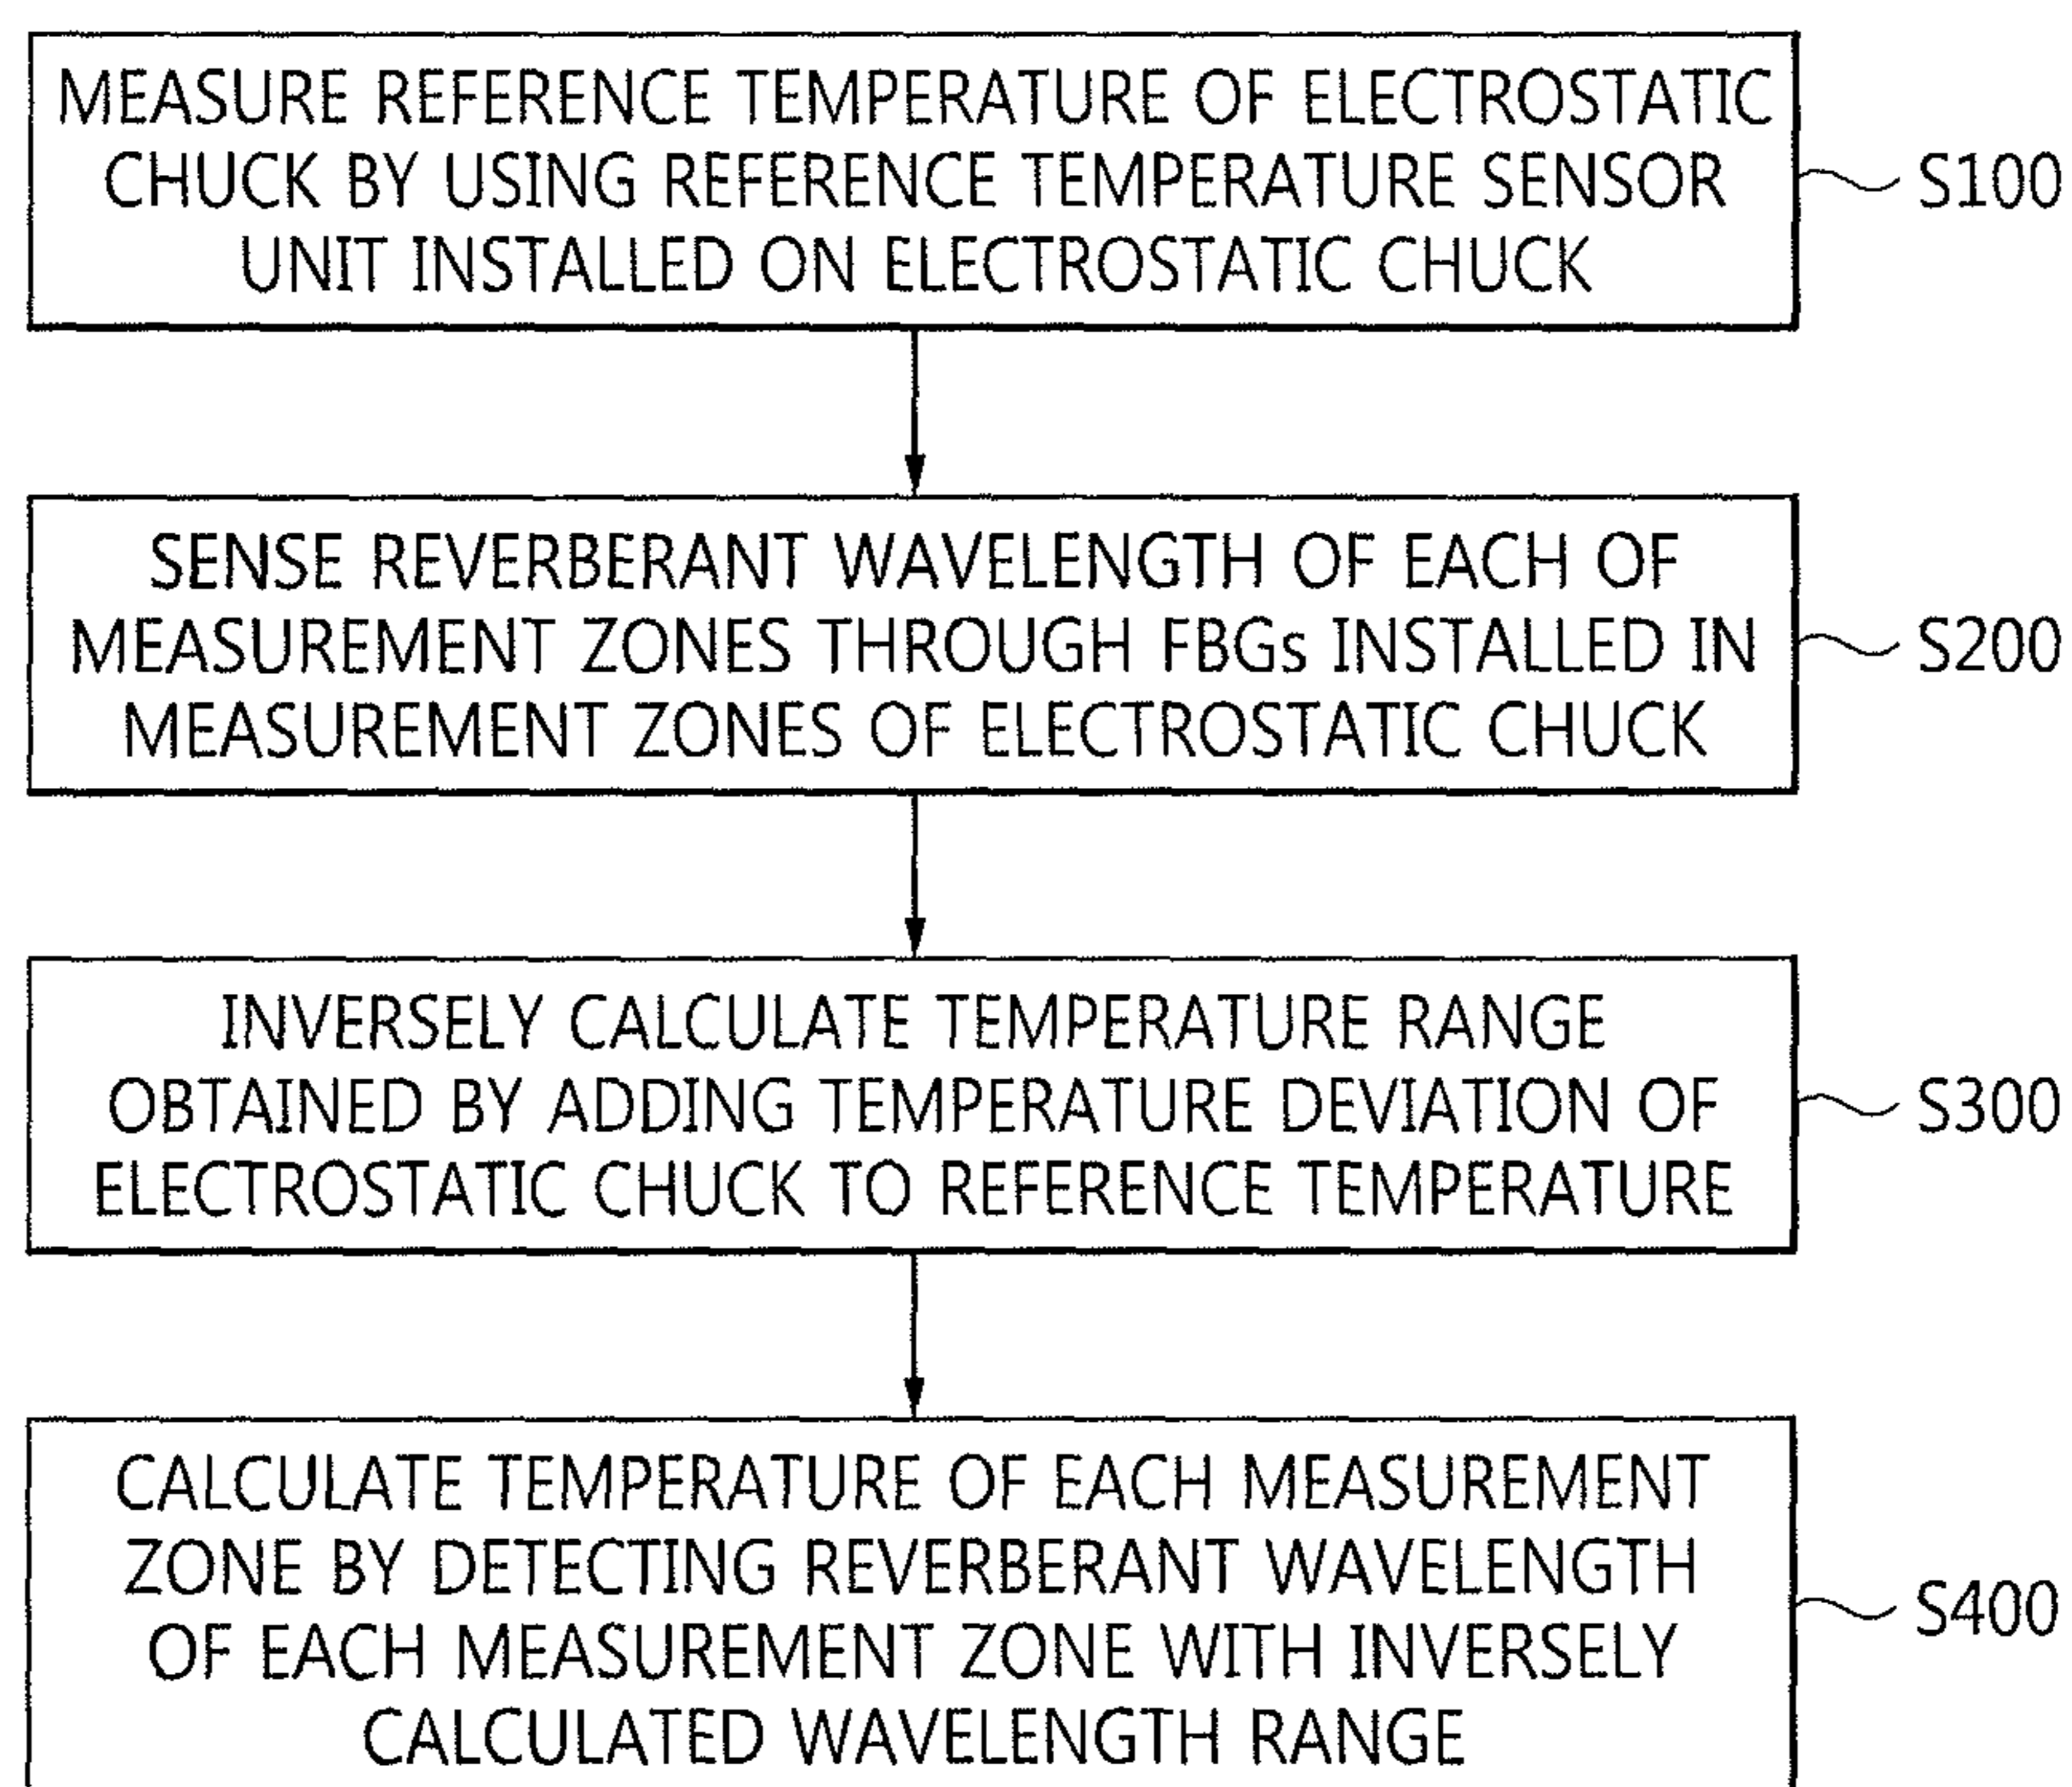 MEASURE REFERENCE TEMPERATURE OF ELECTROSTATIC
CHUCK BY USING REFERENCE TEMPERATURE SENSOR
UNIT INSTALLED ON ELECTROSTATIC CHUCK
S100
SENSE REVERBERANT WAVELENGTH OF EACH OF
MEASUREMENT ZONES THROUGH FBGs INSTALLED IN
MEASUREMENT ZONES OF ELECTROSTATIC CHUCK
S200
INVERSELY CALCULATE TEMPERATURE RANGE
OBTAINED BY ADDING TEMPERATURE DEVIATION OF
ELECTROSTATIC CHUCK TO REFERENCE TEMPERATURE
S300
CALCULATE TEMPERATURE OF EACH MEASUREMENT
ZONE BY DETECTING REVERBERANT WAVELENGTH
OF EACH MEASUREMENT ZONE WITH INVERSELY
CALCULATED WAVELENGTH RANGE
S400